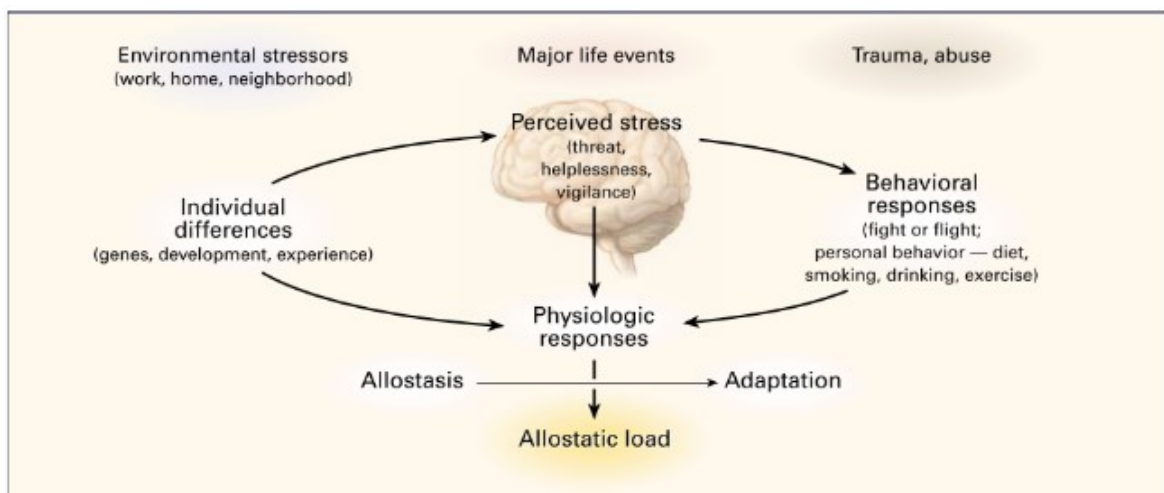 Environmental stressors
(work, home, neighborhood)
Major life events
Trauma, abuse
Perceived stress
(threat,
helplessness,
vigilance)
Individual
differences
(genes, development, experience)
Behavioral
responses
(fight or flight;
personal behavior — diet,
smoking, drinking, exercise)
Physiologic
responses
Allostasis
Adaptation
Allostatic load